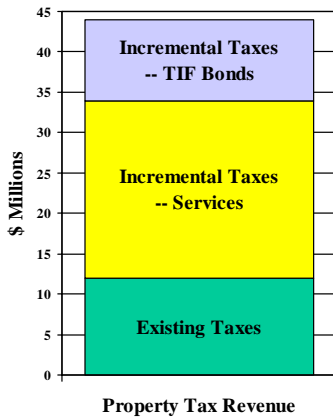 45
40
35
30
25
20
15
10
5
0
$ Millions
Incremental Taxes
-- TIF Bonds
Incremental Taxes
-- Services
Existing Taxes
Property Tax Revenue